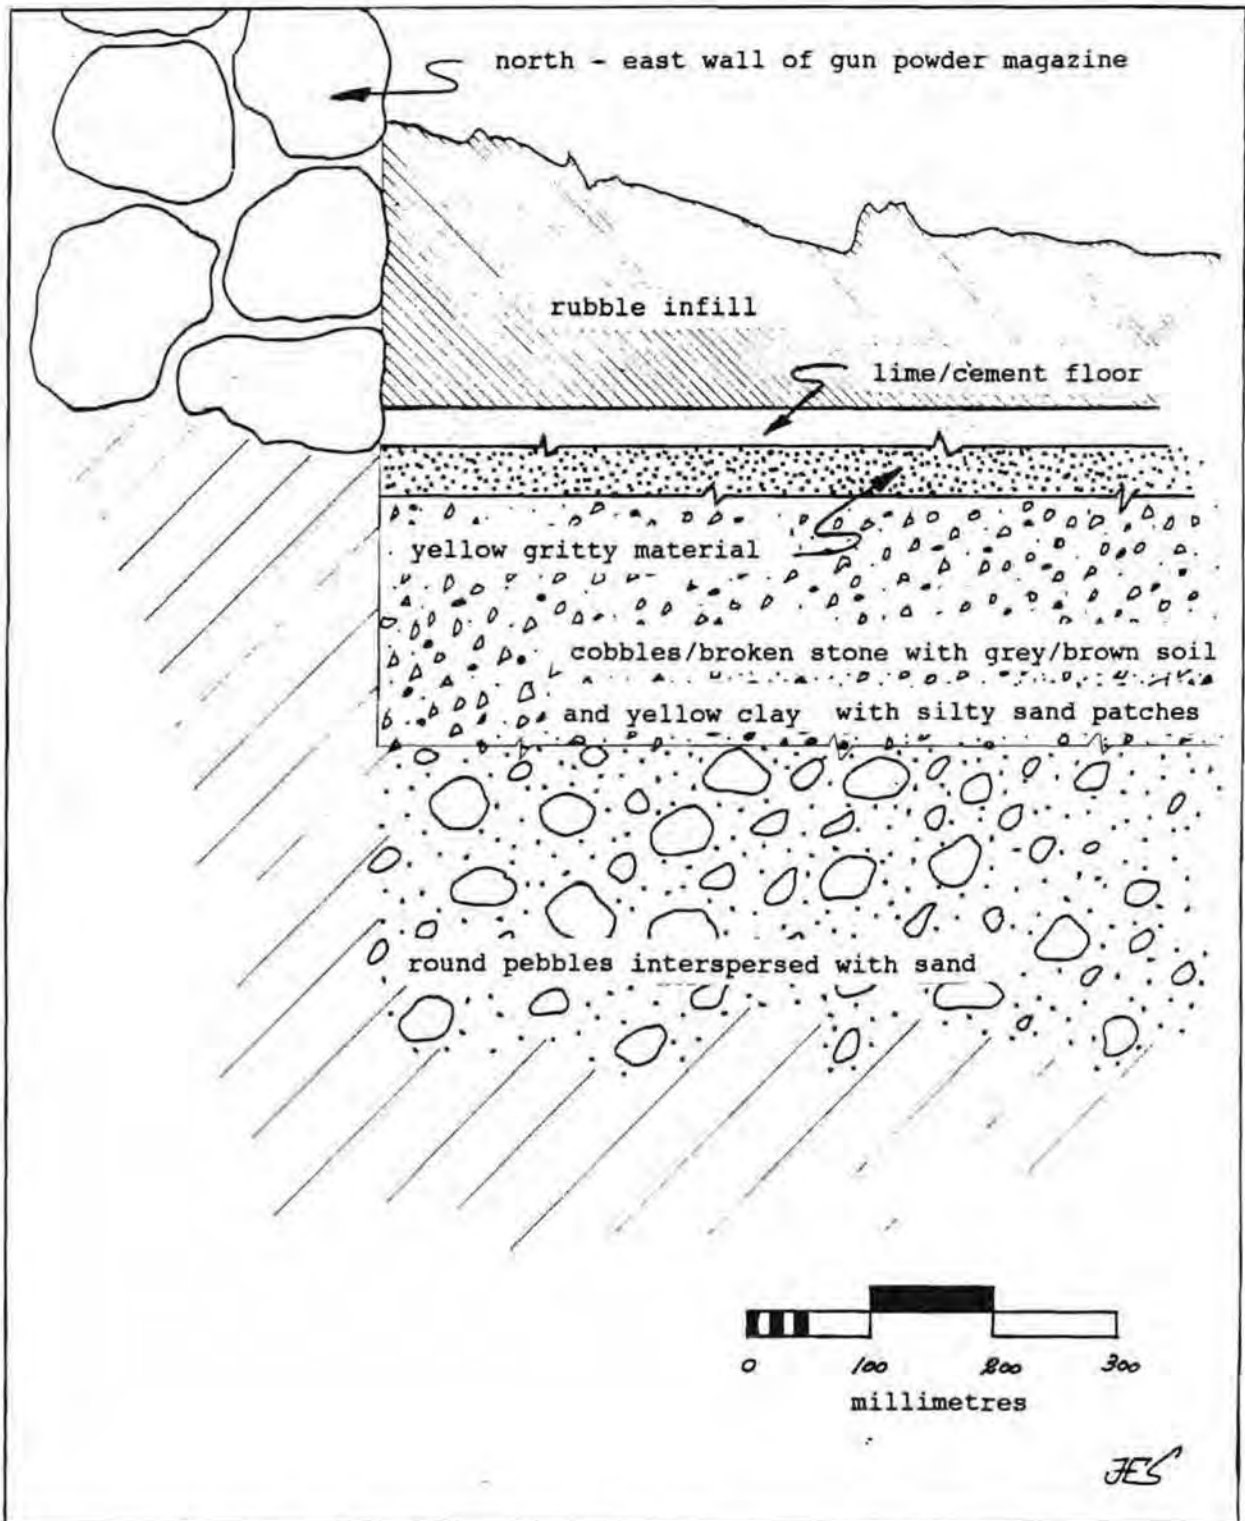 north - east wall of gun powder magazine
rubble infill
lime/cement floor
yellow gritty material
cobbles/broken stone with grey/brown soil
and yellow clay with silty sand patches
round pebbles interspersed with sand
0 100 200 300
millimetres
JES